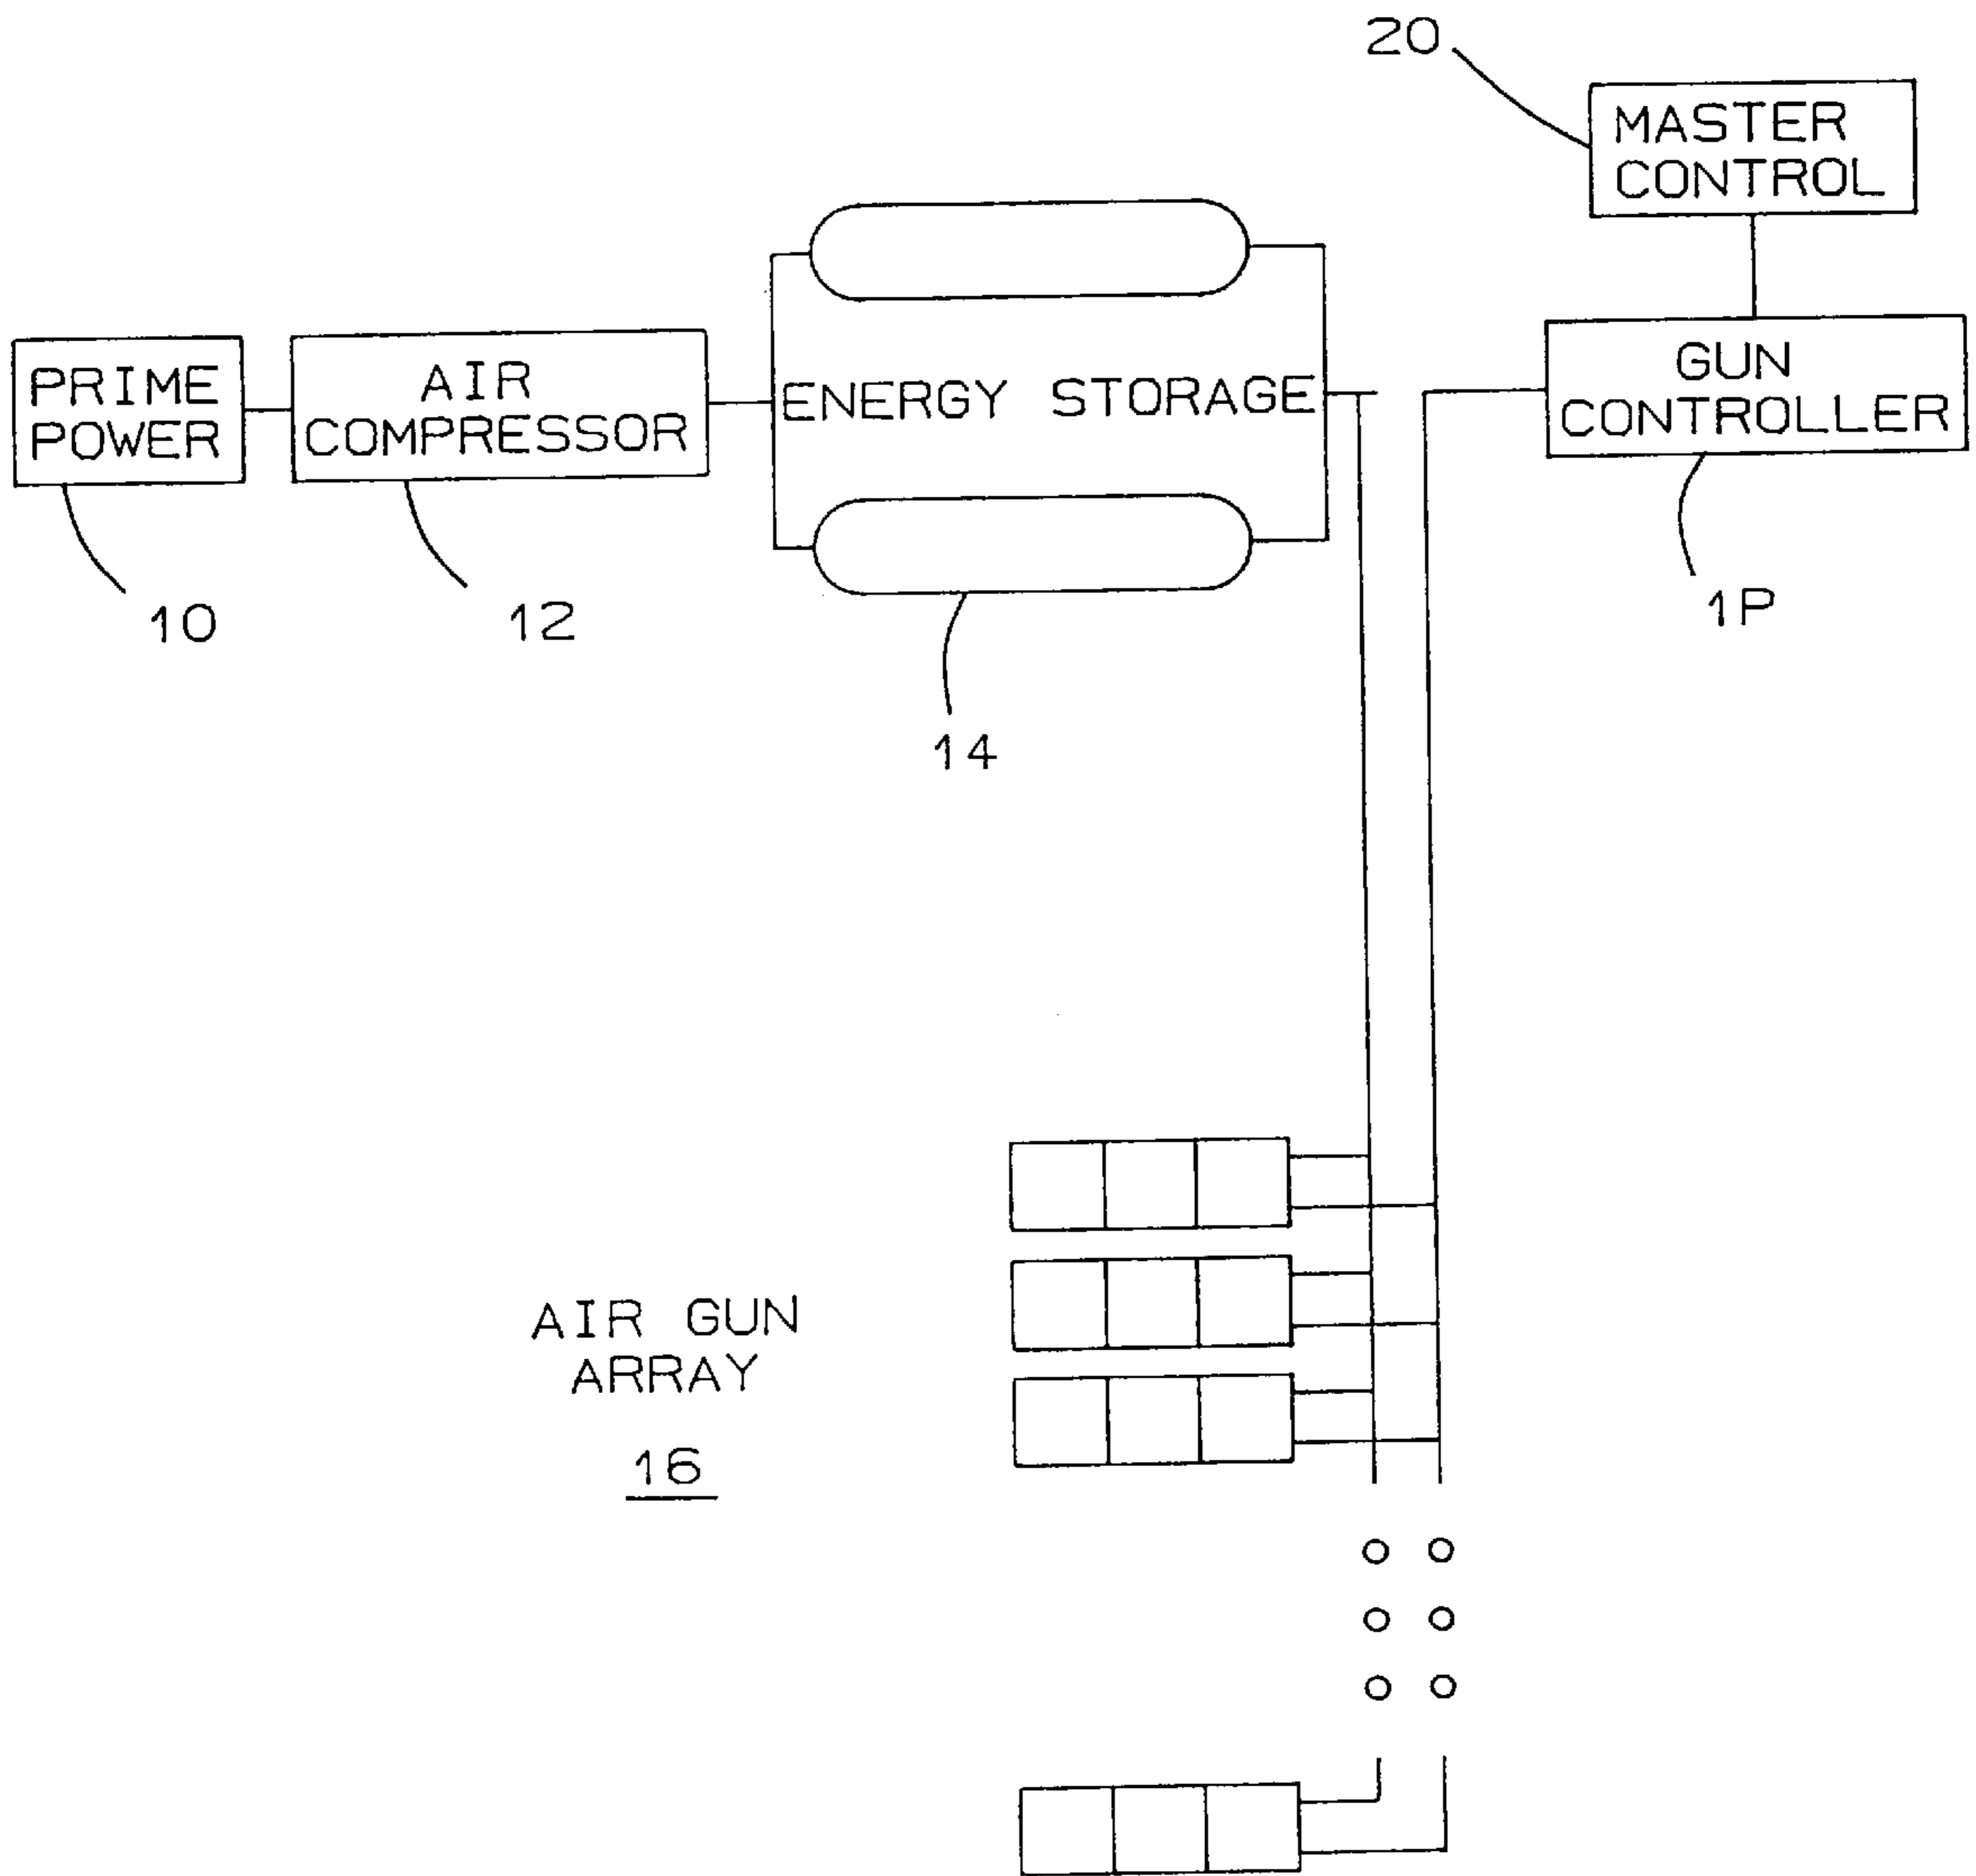 20
MASTER
CONTROL
PRIME
POWER
AIR
COMPRESSOR
ENERGY STORAGE
GUN
CONTROLLER
10
12
14
1P
AIR GUN
ARRAY
16